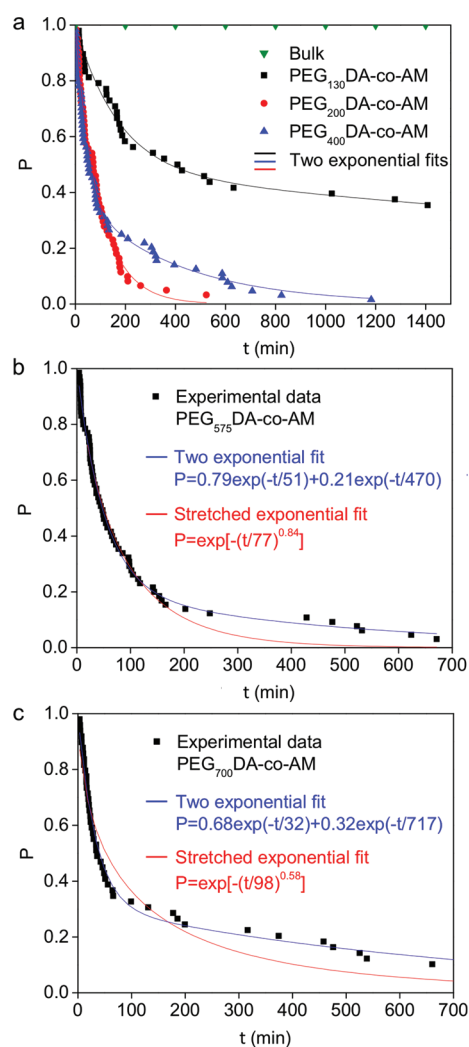 a
1.0
0.8
0.6
0.4
0.2
0.0
P
Bulk
PEG₁₃₀DA-co-AM
PEG₂₀₀DA-co-AM
PEG₄₀₀DA-co-AM
Two exponential fits
0 200 400 600 800 1000 1200 1400
t (min)
b
1.0
0.8
0.6
0.4
0.2
0.0
P
Experimental data
PEG₅₇₅DA-co-AM
Two exponential fit
P=0.79exp(-t/51)+0.21exp(-t/470)
Stretched exponential fit
P=exp[-(t/77)^0.84]
0 100 200 300 400 500 600 700
t (min)
c
1.0
0.8
0.6
0.4
0.2
0.0
P
Experimental data
PEG₇₀₀DA-co-AM
Two exponential fit
P=0.68exp(-t/32)+0.32exp(-t/717)
Stretched exponential fit
P=exp[-(t/98)^0.58]
0 100 200 300 400 500 600 700
t (min)